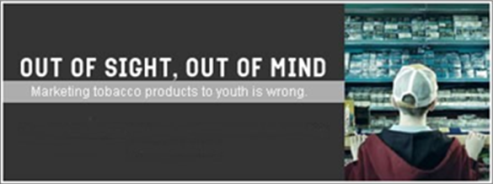 OUT OF SIGHT, OUT OF MIND
Marketing tobacco products to youth is wrong.